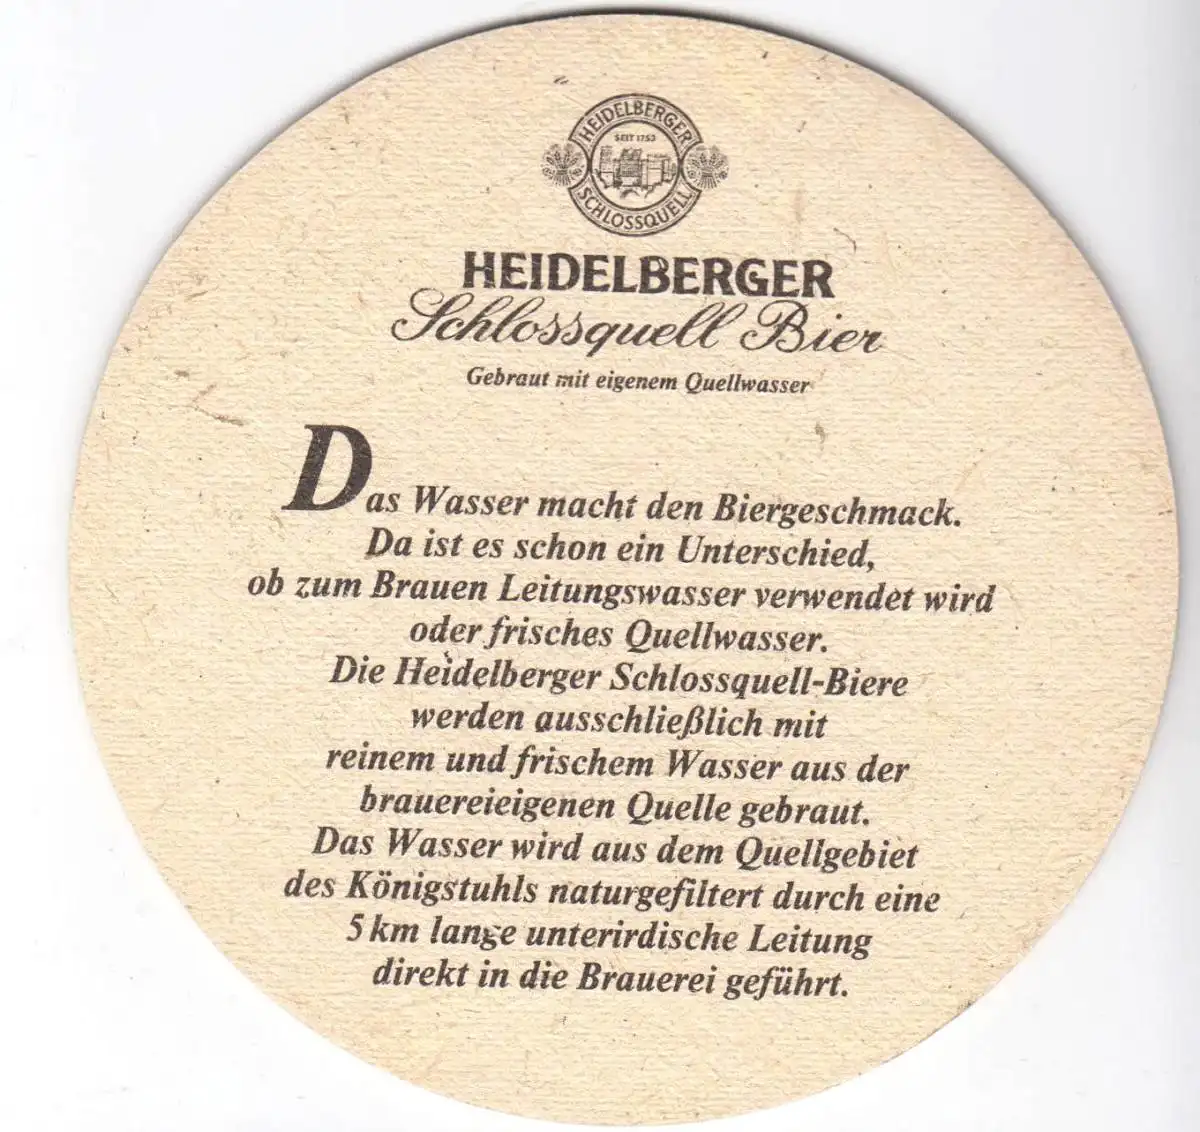 HEIDELBERGER
SEIT 1753
SCHLOSSQUELL
HEIDELBERGER
Schlossquell Bier
Gebraut mit eigenem Quellwasser
Das Wasser macht den Biergeschmack.
Da ist es schon ein Unterschied,
ob zum Brauen Leitungswasser verwendet wird
oder frisches Quellwasser.
Die Heidelberger Schlossquell-Biere
werden ausschließlich mit
reinem und frischem Wasser aus der
brauereieigenen Quelle gebraut.
Das Wasser wird aus dem Quellgebiet
des Königstuhls naturgefiltert durch eine
5 km lange unterirdische Leitung
direkt in die Brauerei geführt.